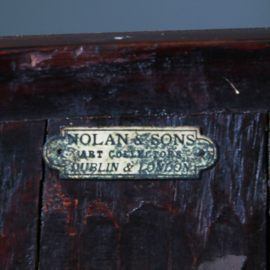 NOLAN & SONS
ART COLLECTORS
DUBLIN & LONDON